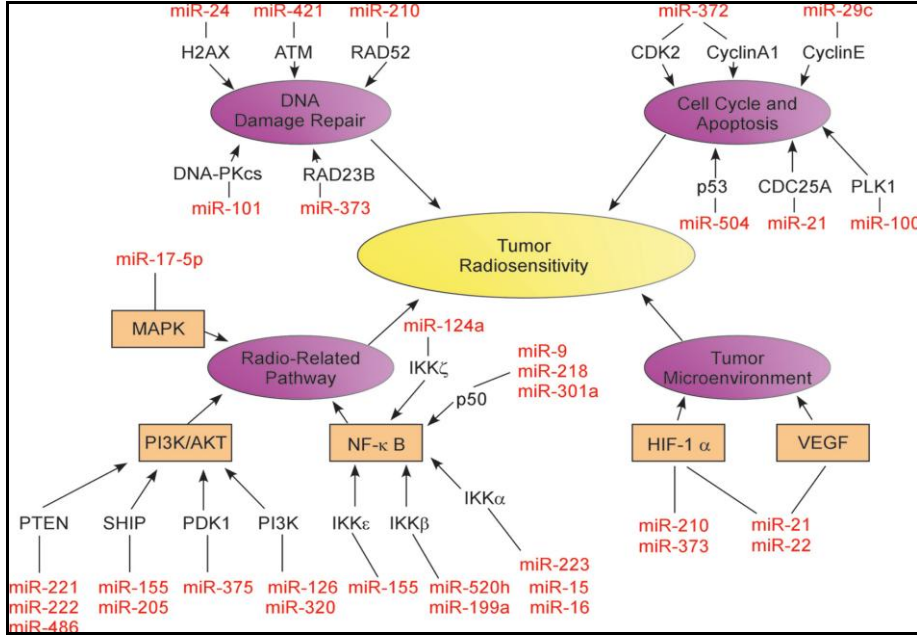 miR-24 miR-421 miR-210 miR-372 miR-29c
H2AX ATM RAD52 CDK2 CyclinA1 CyclinE
DNA
Damage Repair
Cell Cycle and
Apoptosis
DNA-PKcs RAD23B p53 CDC25A PLK1
miR-101 miR-373 miR-504 miR-21 miR-100
Tumor
Radiosensitivity
miR-17-5p
MAPK
miR-124a
Radio-Related
Pathway
IKKζ
p50
miR-9
miR-218
miR-301a
Tumor
Microenvironment
PI3K/AKT NF-κ B HIF-1 α VEGF
PTEN SHIP PDK1 PI3K IKKε IKKβ IKKα
miR-221
miR-222
miR-486
miR-155
miR-205
miR-375
miR-126
miR-320
miR-155
miR-520h
miR-199a
miR-223
miR-15
miR-16
miR-210
miR-373
miR-21
miR-22